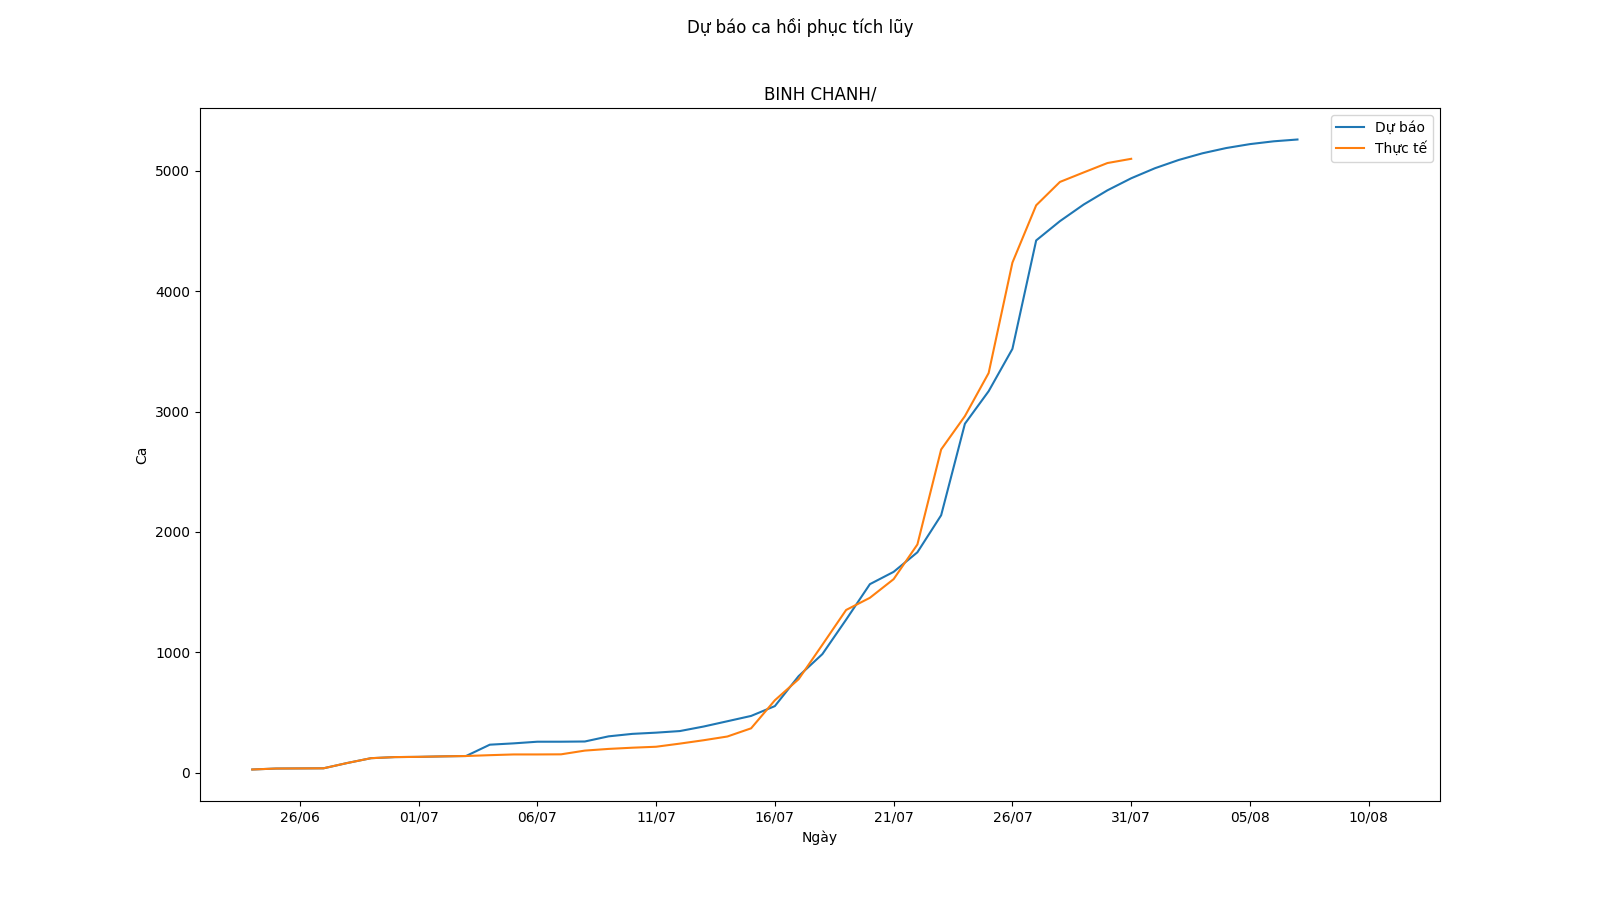 Dự báo ca hồi phục tích lũy
BINH CHANH/
Dự báo
Thực tế
5000
4000
3000
2000
1000
0
Ca
26/06 01/07 06/07 11/07 16/07 21/07 26/07 31/07 05/08 10/08
Ngày